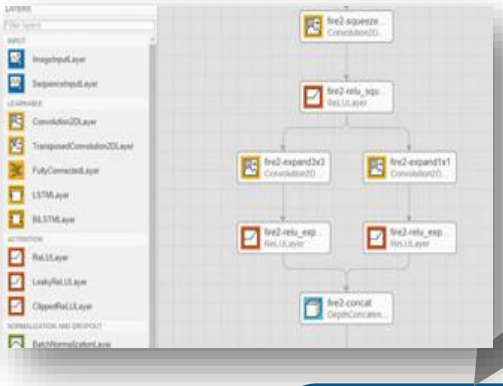 LAYERS
Filter layers
INPUT
ImageInputLayer
SequenceInputLayer
LEARNABLE
Convolution2DLayer
TransposedConvolution2DLayer
FullyConnectedLayer
LSTMLayer
BiLSTMLayer
ACTIVATION
ReLULayer
LeakyReLULayer
ClippedReLULayer
NORMALIZATION AND DROPOUT
BatchNormalizationLayer
fire2-squeeze...
Convolution2D...
fire2-relu_squ...
ReLULayer
fire2-expand3x3
Convolution2D...
fire2-expand1x1
Convolution2D...
fire2-relu_exp...
ReLULayer
fire2-relu_exp...
ReLULayer
fire2-concat
DepthConcaten...